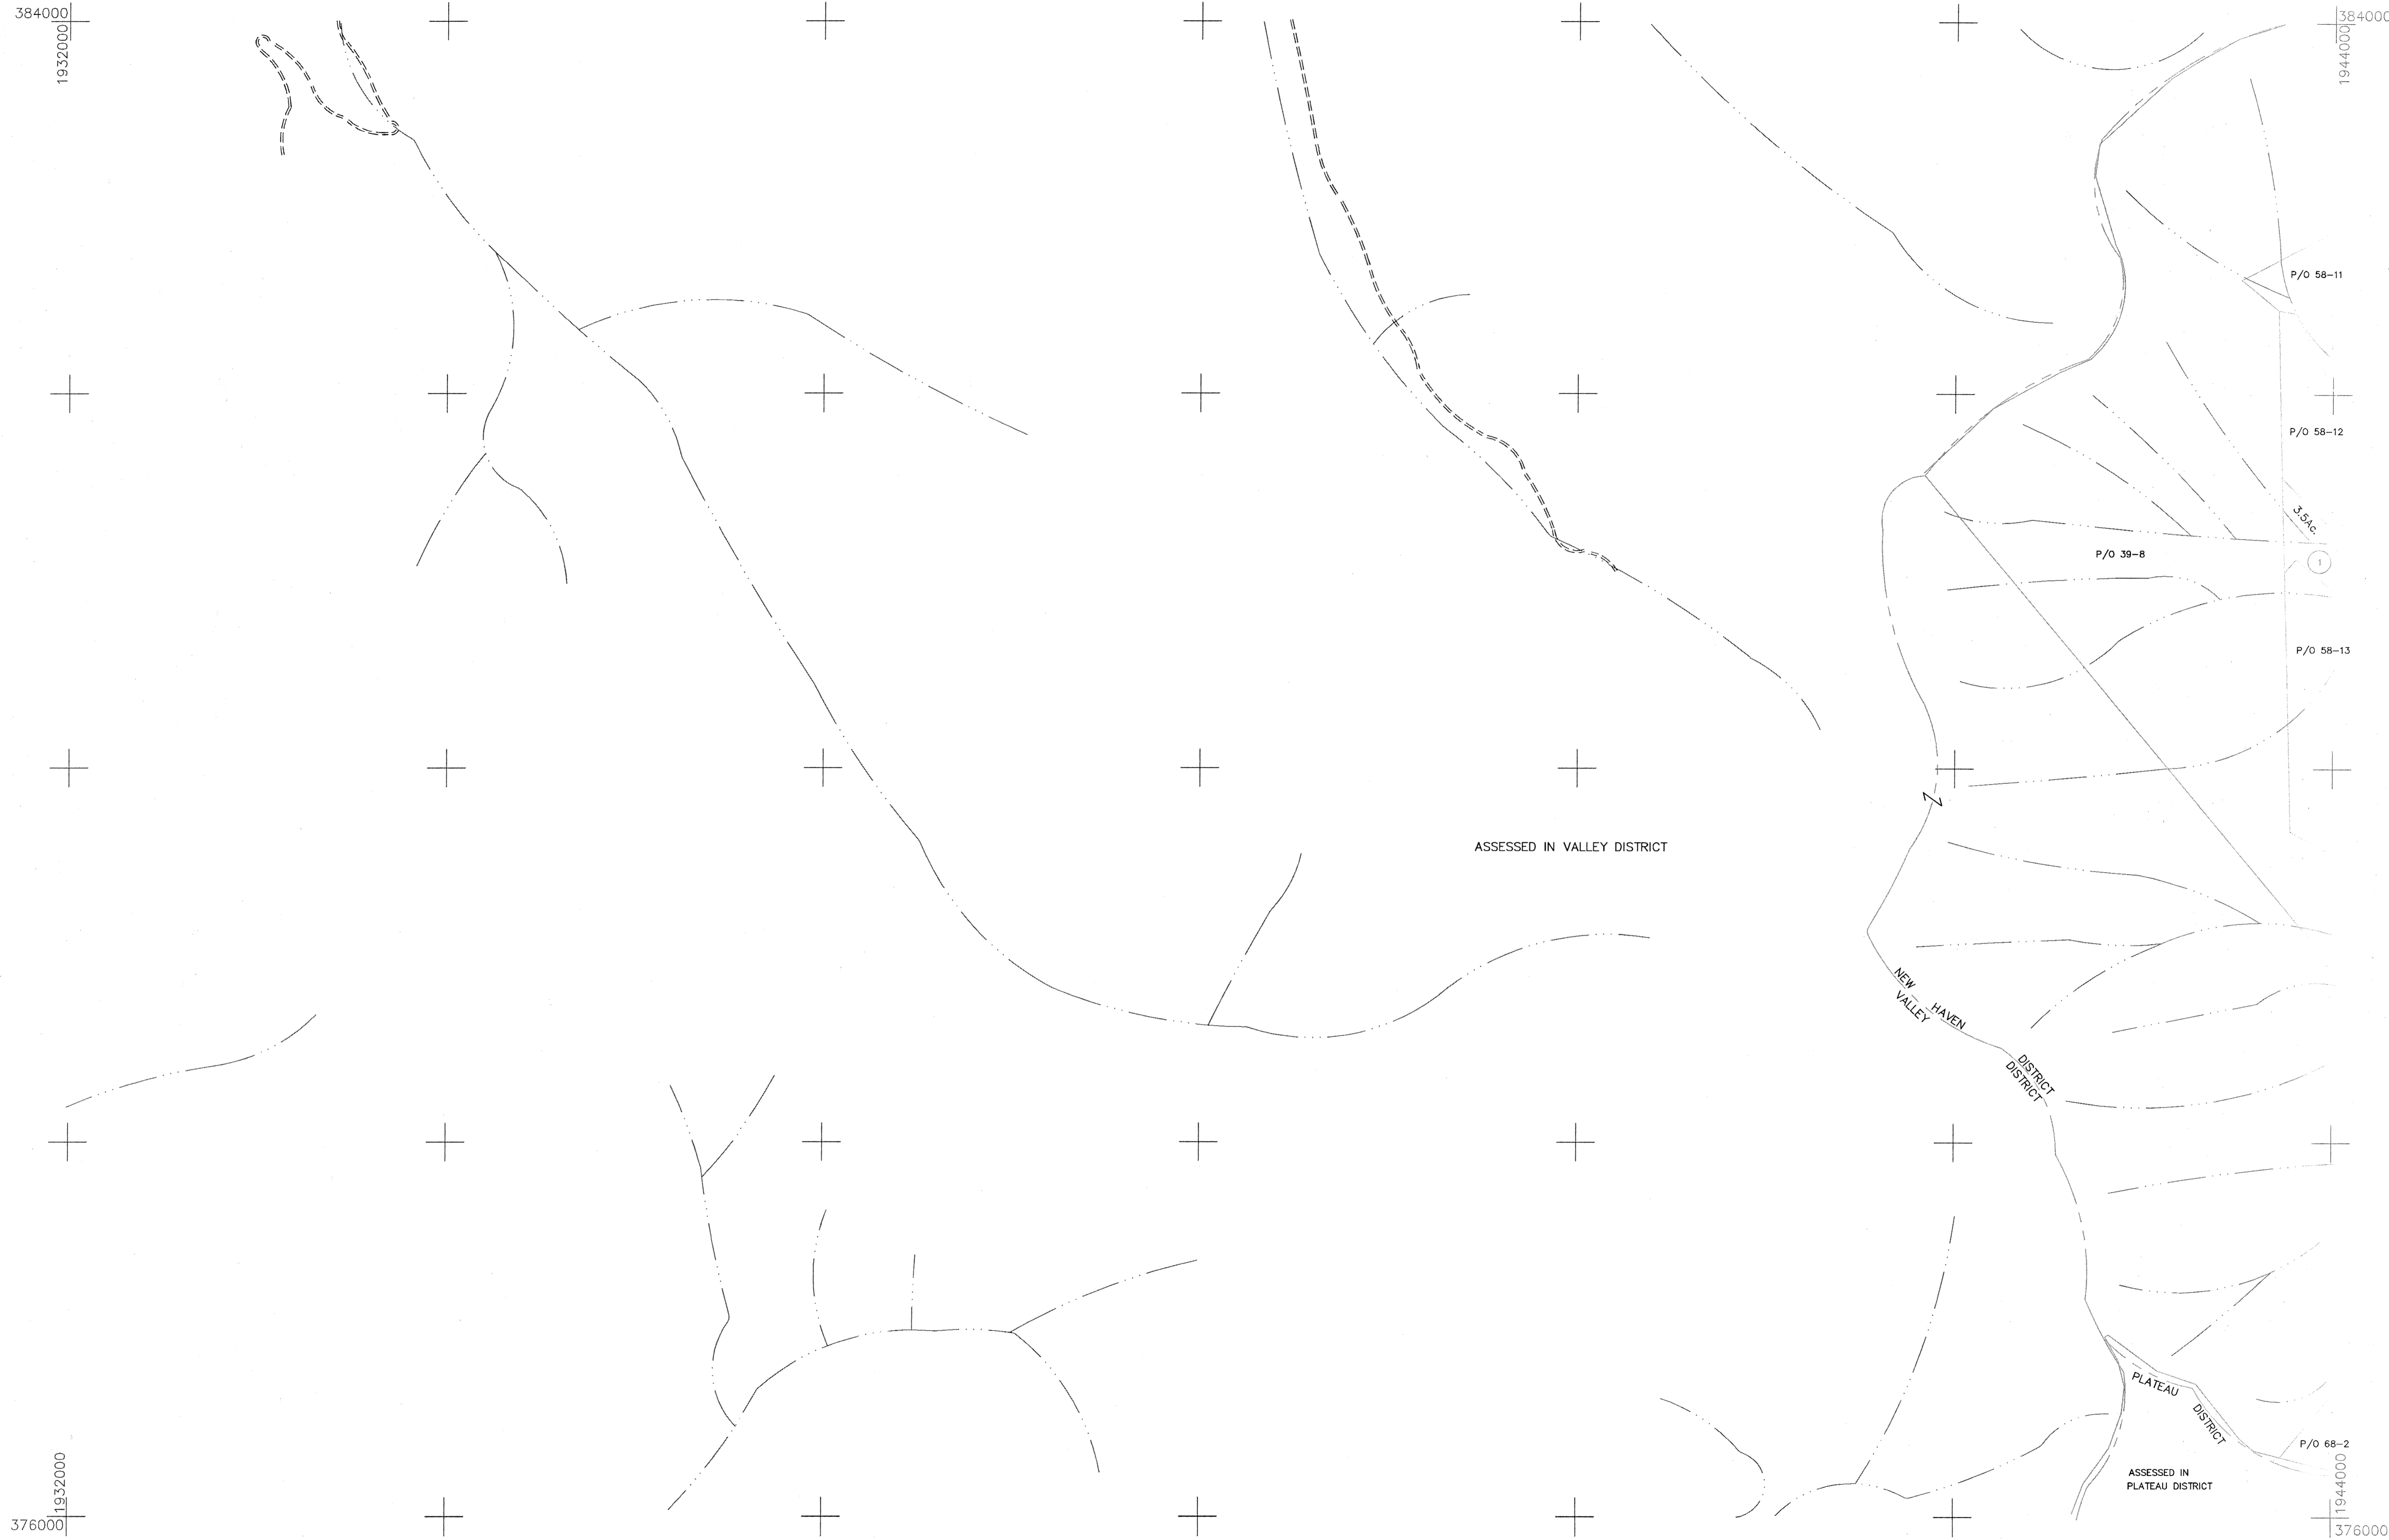 384000
1932000
384000
1944000
P/O 58-11
P/O 58-12
3.5Ac.
P/O 39-8
1
P/O 58-13
Z
ASSESSED IN VALLEY DISTRICT
NEW HAVEN DISTRICT
VALLEY DISTRICT
PLATEAU DISTRICT
P/O 68-2
ASSESSED IN
PLATEAU DISTRICT
1932000
376000
1944000
376000